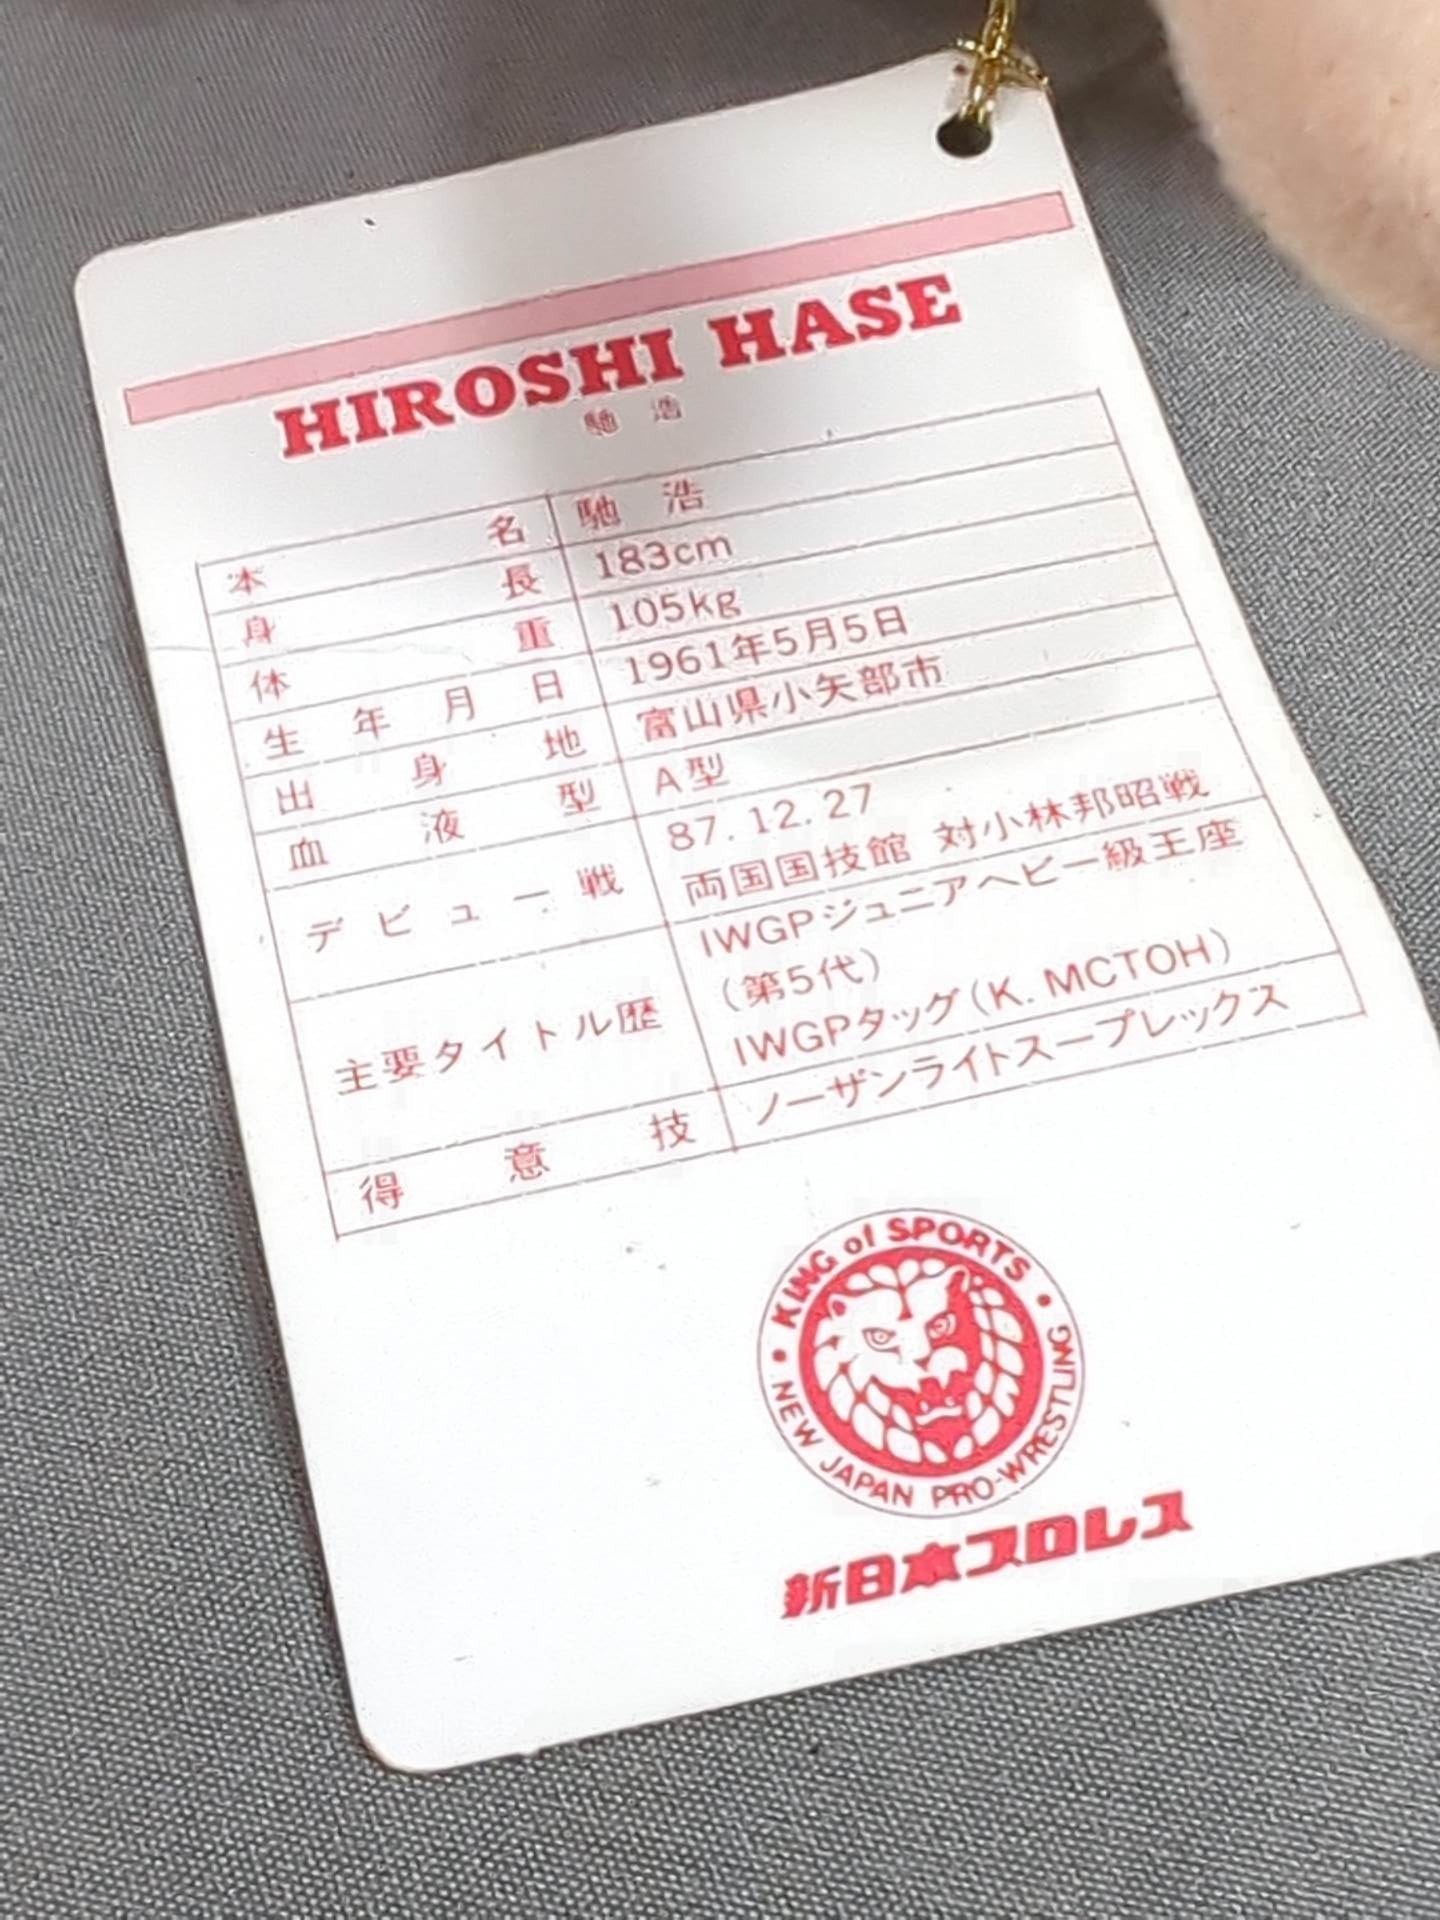 HIROSHI HASE
馳 浩
本名 馳 浩
身長 183cm
体重 105kg
生年月日 1961年5月5日
出身地 富山県小矢部市
血液型 A型
デビュー戦 87.12.27
両国国技館 対小林邦昭戦
主要タイトル歴 IWGPジュニアヘビー級王座
(第5代)
IWGPタッグ(K. MCTOH)
得意技 ノーザンライトスープレックス
KING of SPORTS
NEW JAPAN PRO-WRESTLING
新日本プロレス